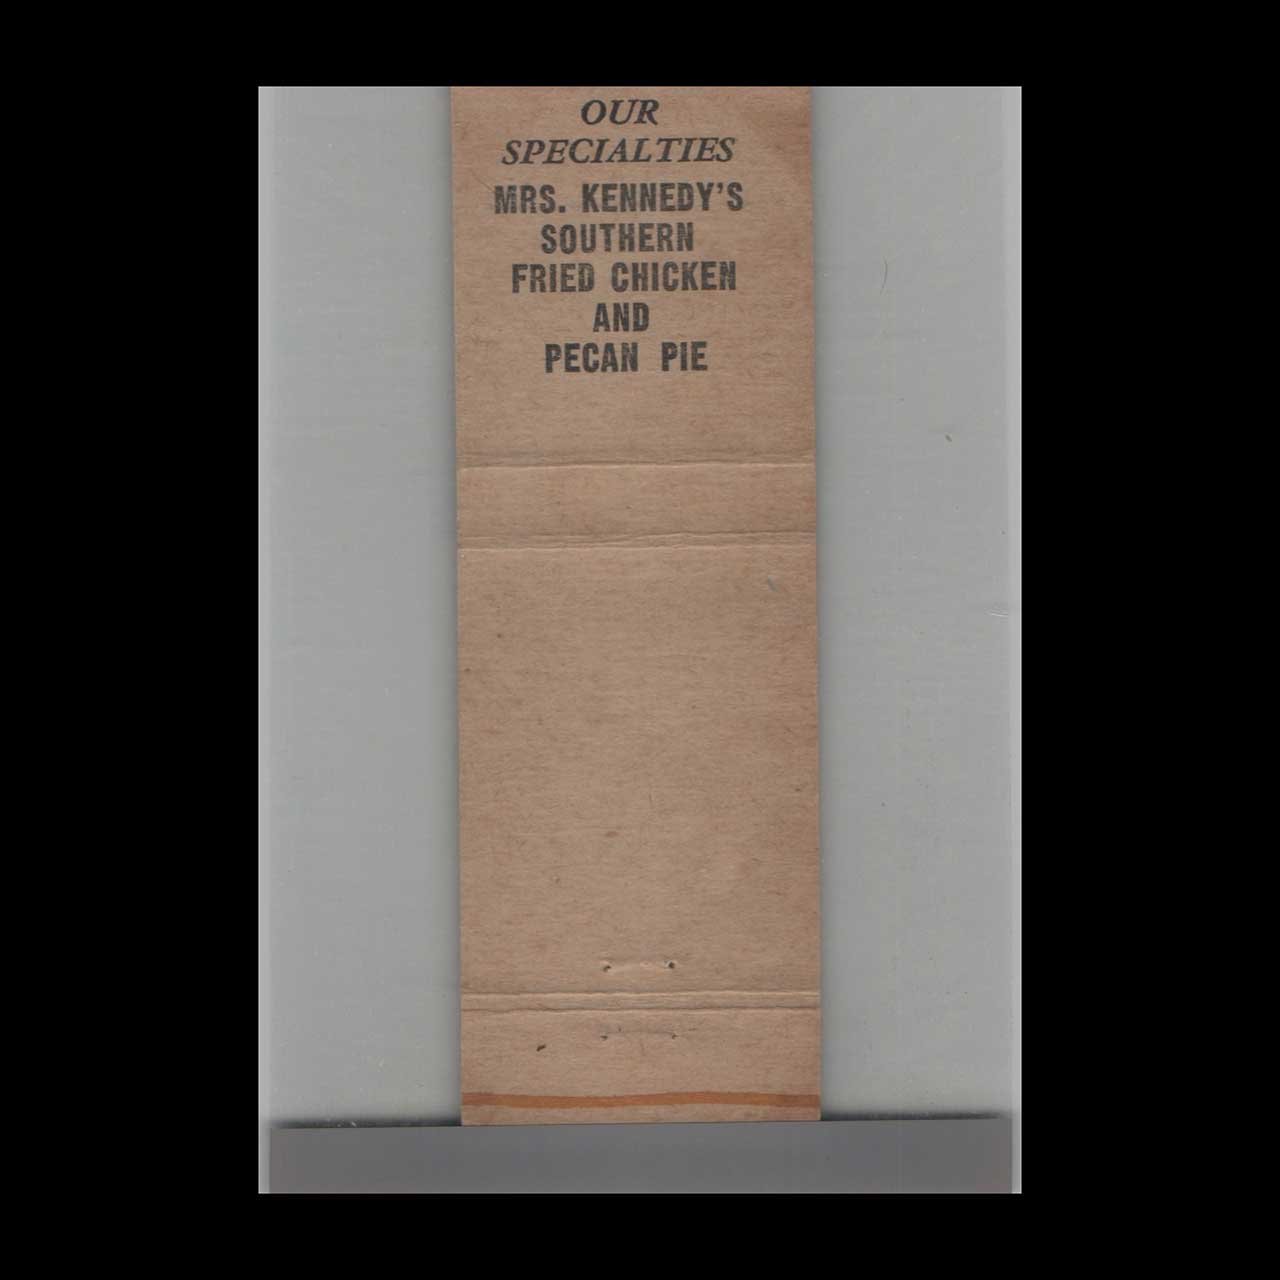 OUR
SPECIALTIES
MRS. KENNEDY'S
SOUTHERN
FRIED CHICKEN
AND
PECAN PIE